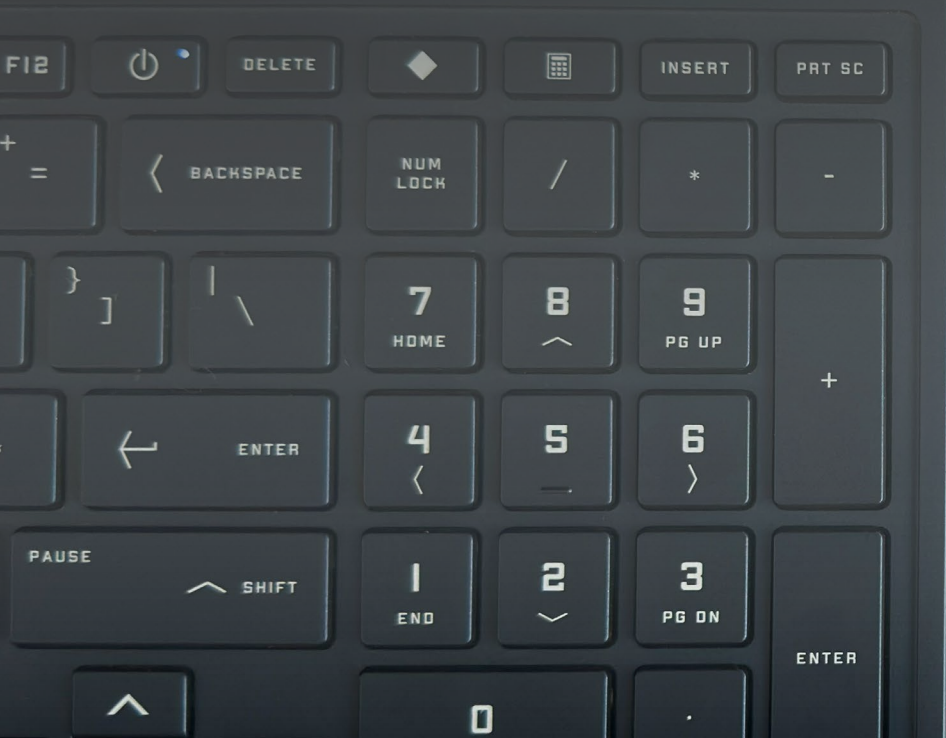 F12
DELETE
INSERT
PRT SC
+
=
BACKSPACE
NUM
LOCK
/
*
-
}
]
|
\
7
HOME
8
9
PG UP
+
ENTER
4
5
6
PAUSE
SHIFT
1
END
2
3
PG DN
ENTER
0
.